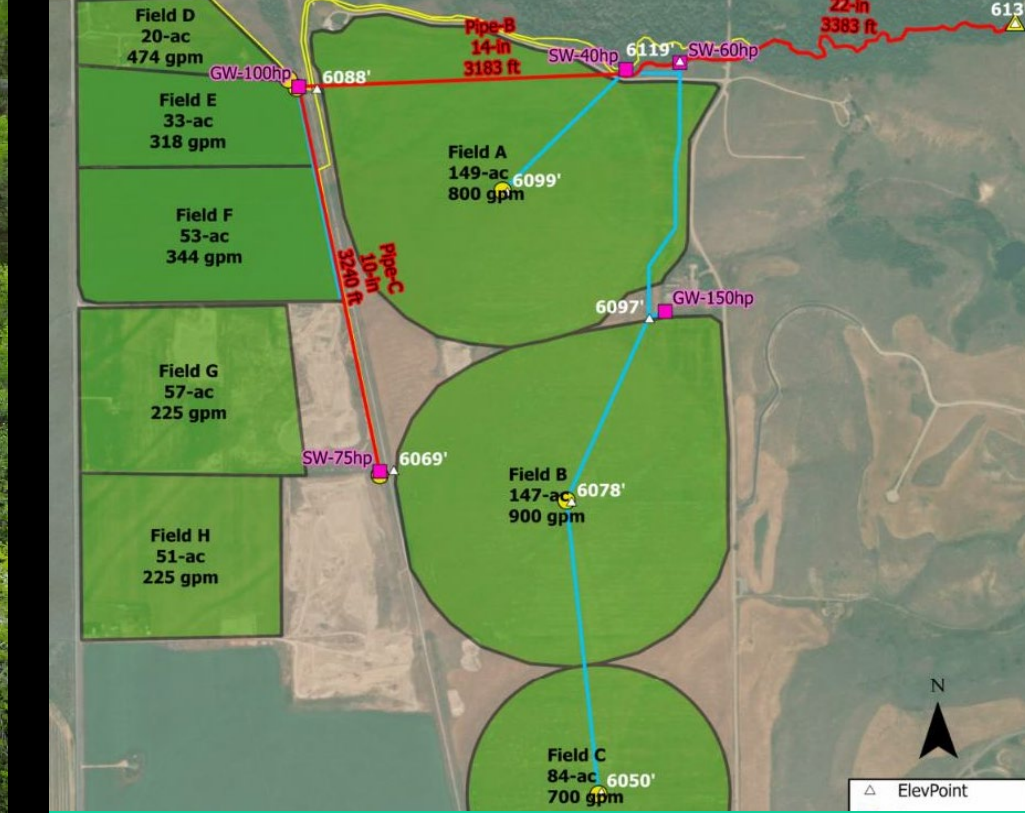 Field D
20-ac
474 gpm
Pipe-B
14-in
3183 ft
22-in
3383 ft
613
GW-100hp
6088'
SW-40hp
6119'
SW-60hp
Field E
33-ac
318 gpm
Field A
149-ac
800 gpm
6099'
Field F
53-ac
344 gpm
Pipe-C
10-in
3240 ft
6097'
GW-150hp
Field G
57-ac
225 gpm
SW-75hp
6069'
Field B
147-ac
900 gpm
6078'
Field H
51-ac
225 gpm
N
Field C
84-ac
700 gpm
6050'
ElevPoint